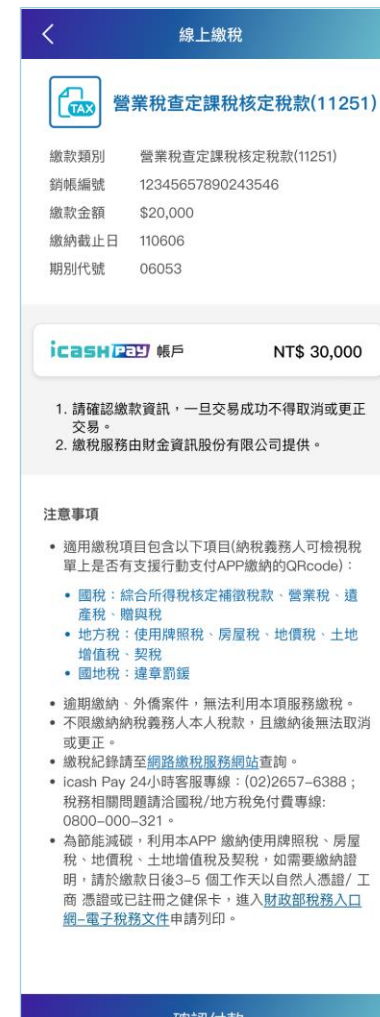 線上繳稅
TAX
營業稅查定課稅核定稅款(11251)
繳款類別 營業稅查定課稅核定稅款(11251)
銷帳編號 12345657890243546
繳款金額 $20,000
繳納截止日 110606
期別代號 06053
icash Pay 帳戶 NT$ 30,000
1. 請確認繳款資訊，一旦交易成功不得取消或更正
交易。
2. 繳稅服務由財金資訊股份有限公司提供。
注意事項
• 適用繳稅項目包含以下項目(納稅義務人可檢視稅
單上是否有支援行動支付APP繳納的QRcode)：
• 國稅：綜合所得稅核定補徵稅款、營業稅、遺
產稅、贈與稅
• 地方稅：使用牌照稅、房屋稅、地價稅、土地
增值稅、契稅
• 國地稅：違章罰鍰
• 逾期繳納、外僑案件，無法利用本項服務繳稅。
• 不限繳納納稅義務人本人稅款，且繳納後無法取消
或更正。
• 繳稅紀錄請至網路繳稅服務網站查詢。
• icash Pay 24小時客服專線：(02)2657–6388；
稅務相關問題請洽國稅/地方稅免付費專線:
0800–000–321。
• 為節能減碳，利用本APP 繳納使用牌照稅、房屋
稅、地價稅、土地增值稅及契稅，如需要繳納證
明，請於繳款日後3–5 個工作天以自然人憑證/ 工
商 憑證或已註冊之健保卡，進入財政部稅務入口
網–電子稅務文件申請列印。
確認付款